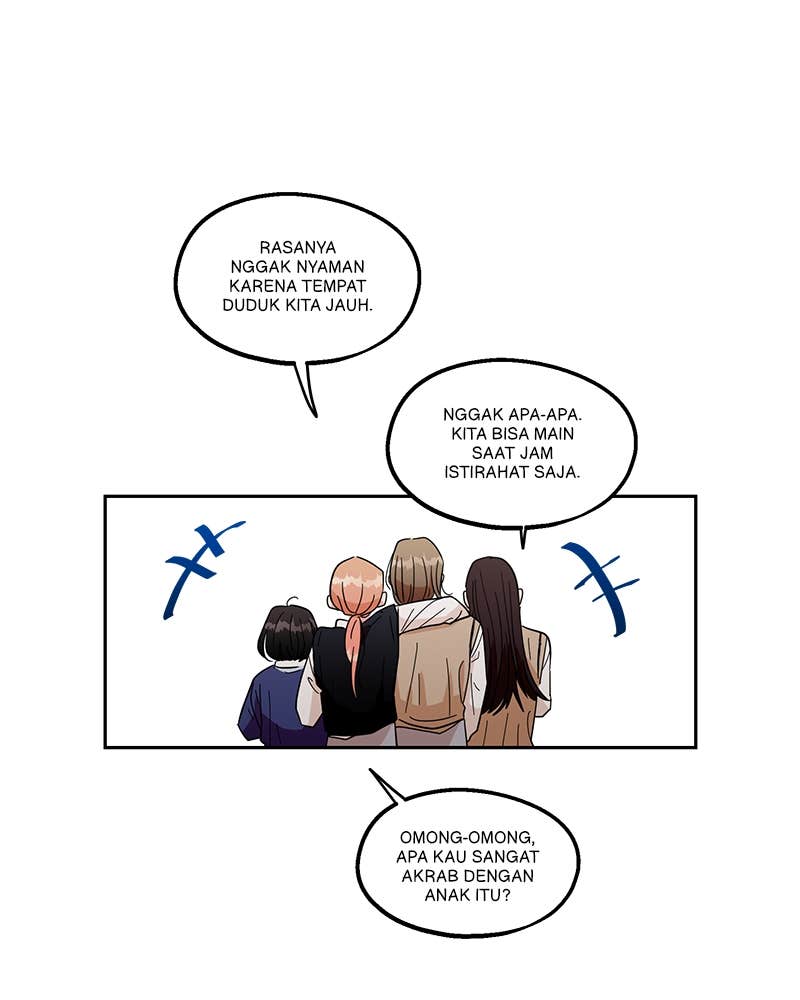 RASANYA
NGGAK NYAMAN
KARENA TEMPAT
DUDUK KITA JAUH.
NGGAK APA-APA.
KITA BISA MAIN
SAAT JAM
ISTIRAHAT SAJA.
OMONG-OMONG,
APA KAU SANGAT
AKRAB DENGAN
ANAK ITU?